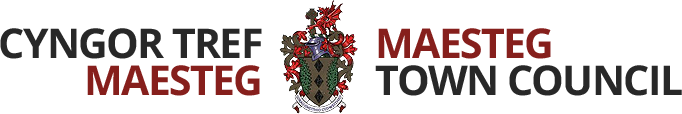 CYNGOR TREF
MAESTEG
MAESTEG
TOWN COUNCIL